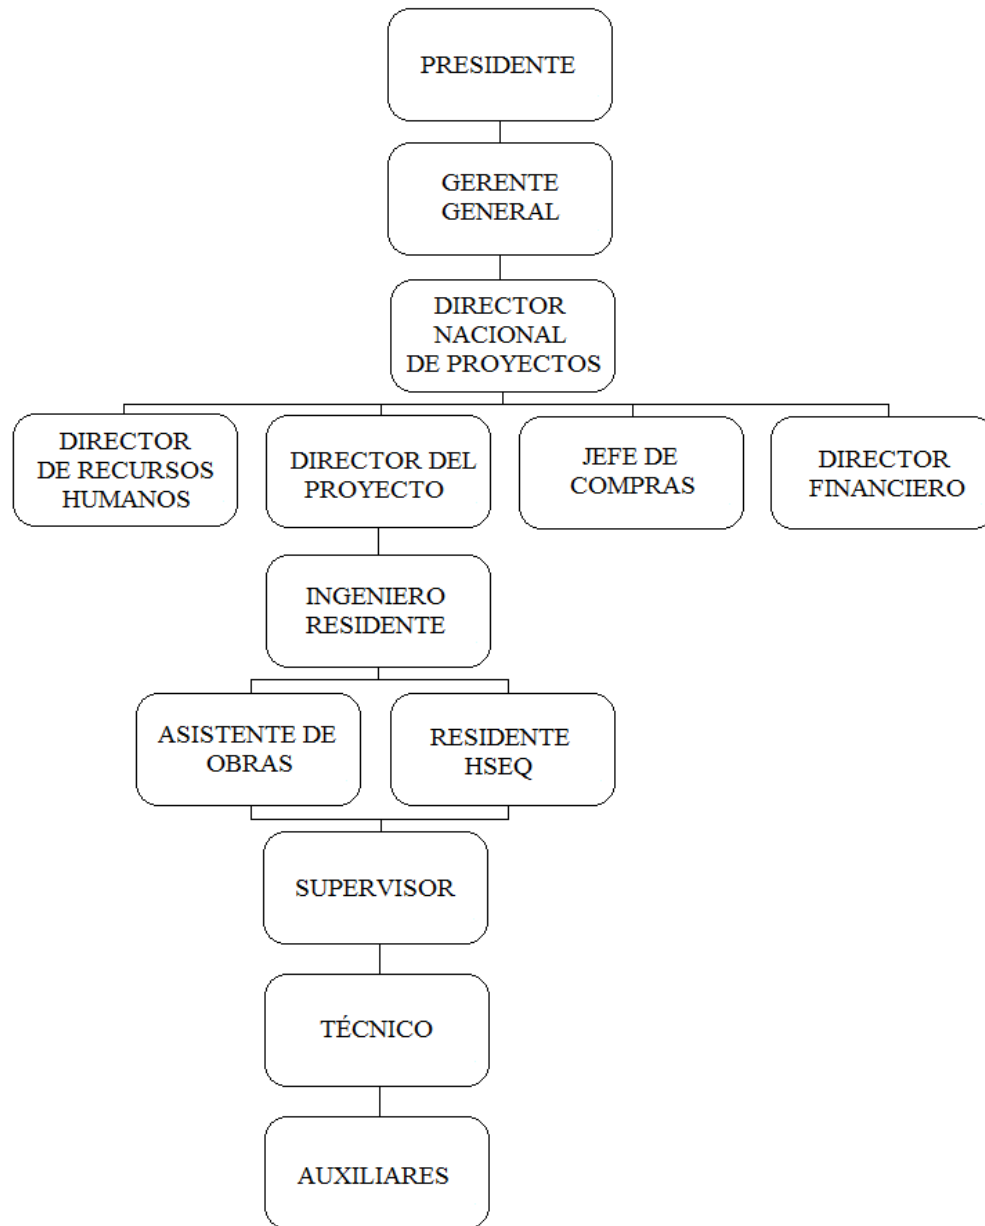 PRESIDENTE
GERENTE
GENERAL
DIRECTOR
NACIONAL
DE PROYECTOS
DIRECTOR
DE RECURSOS
HUMANOS
DIRECTOR DEL
PROYECTO
JEFE DE
COMPRAS
DIRECTOR
FINANCIERO
INGENIERO
RESIDENTE
ASISTENTE DE
OBRAS
RESIDENTE
HSEQ
SUPERVISOR
TÉCNICO
AUXILIARES